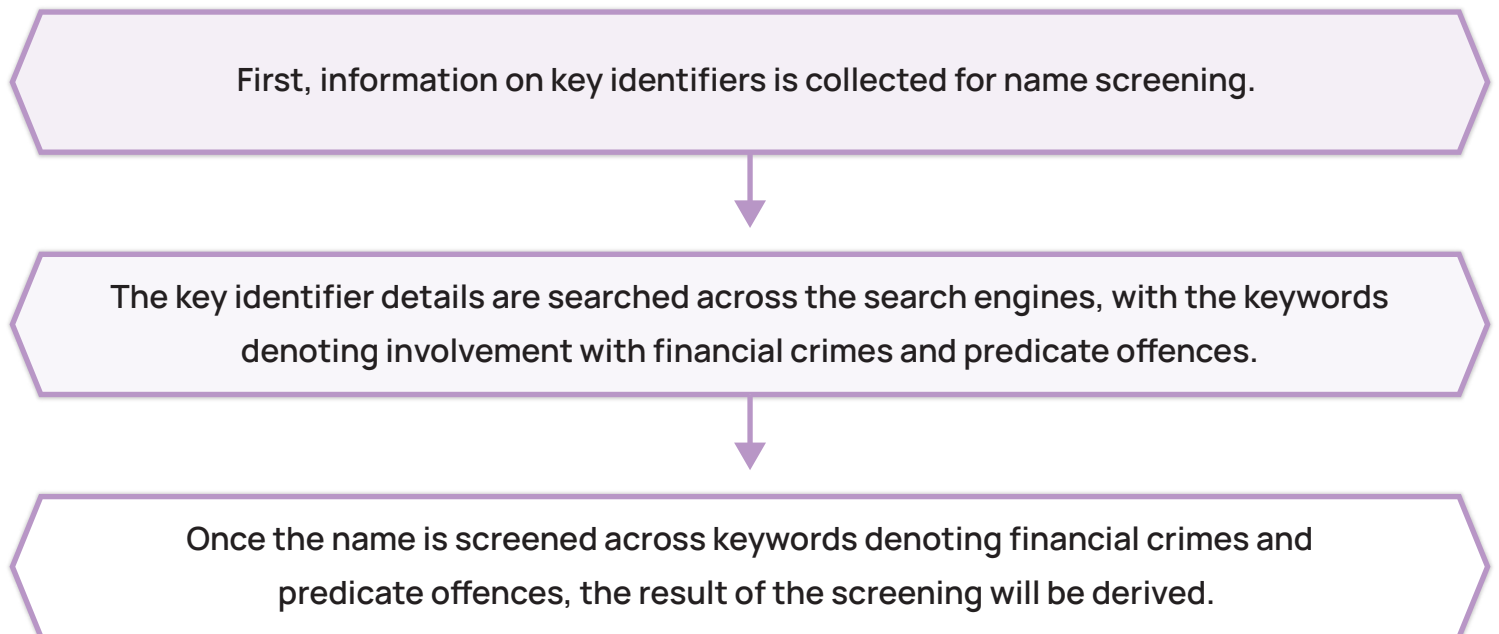 First, information on key identifiers is collected for name screening.
The key identifier details are searched across the search engines, with the keywords
denoting involvement with financial crimes and predicate offences.
Once the name is screened across keywords denoting financial crimes and
predicate offences, the result of the screening will be derived.